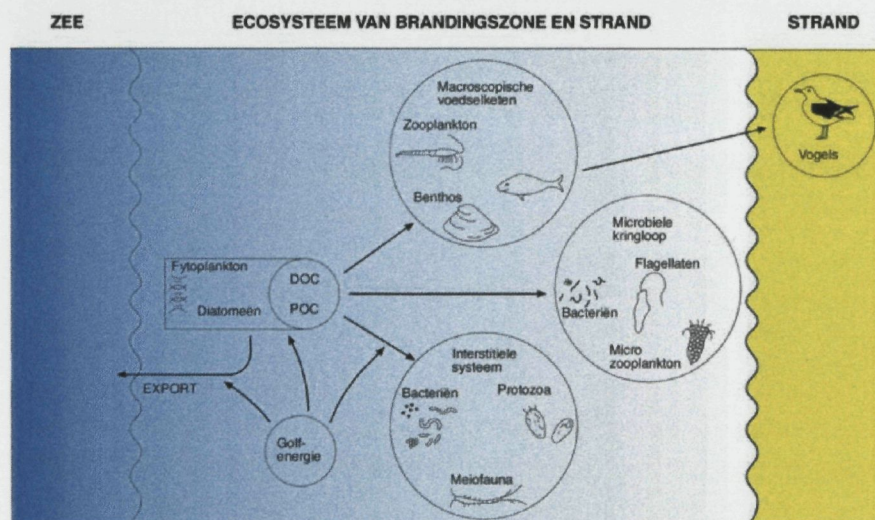 ZEE
ECOSYSTEEM VAN BRANDINGSZONE EN STRAND
STRAND
Macroscopische
voedselketen
Zooplankton
Benthos
Vogels
Microbiele
kringloop
Flagellaten
Bacteriën
Micro
zooplankton
Fytoplankton
Diatomeën
DOC
POC
EXPORT
Golf-
energie
Interstitiele
systeem
Bacteriën
Protozoa
Meiofauna